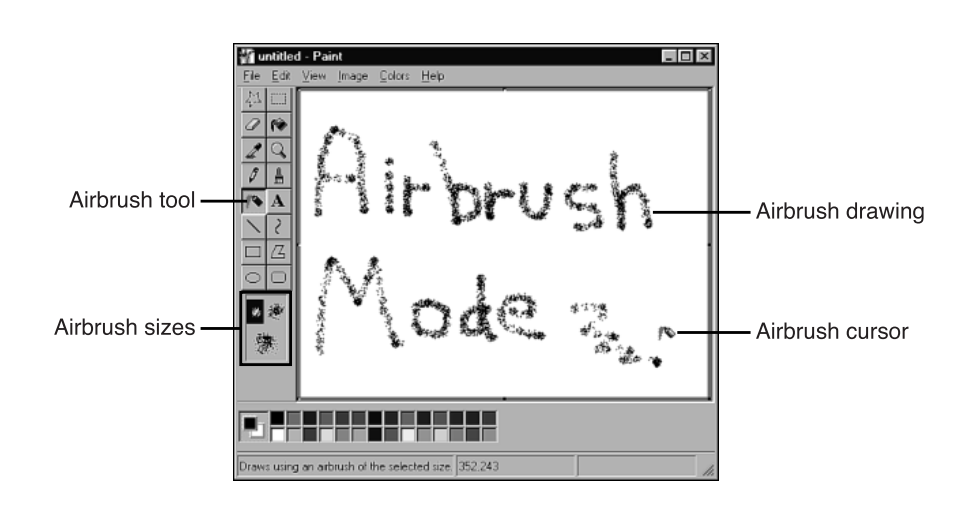 untitled - Paint
File Edit View Image Colors Help
Airbrush tool
A
Airbrush sizes
Airbrush
Mode
Airbrush drawing
Airbrush cursor
Draws using an airbrush of the selected size. 352,243